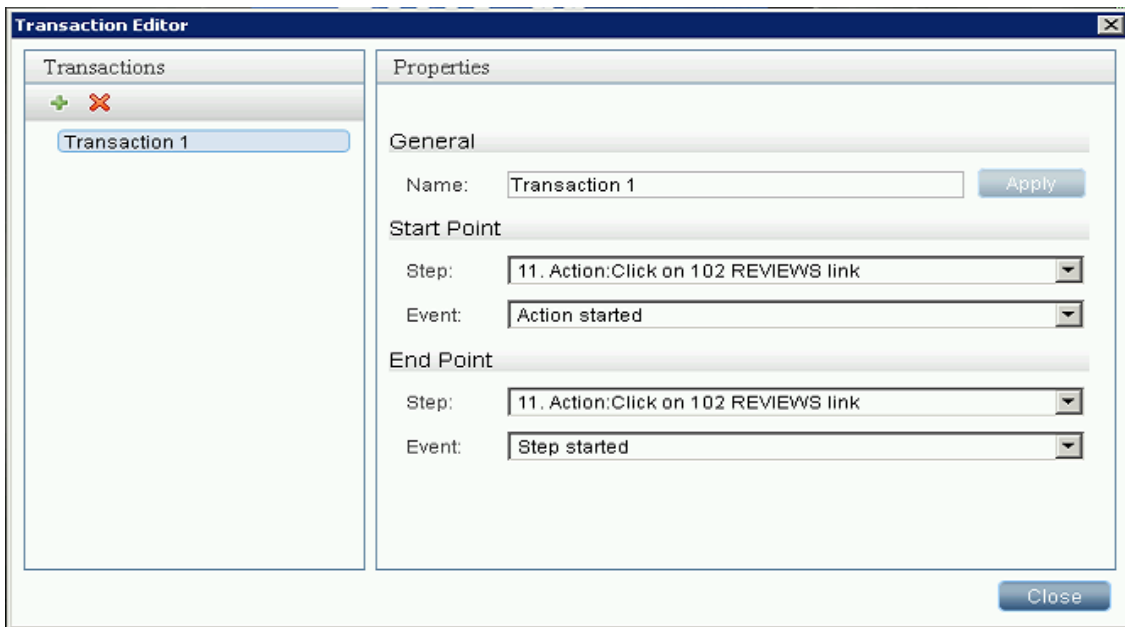 Transaction Editor
Transactions
Transaction 1
Properties
General
Name: Transaction 1 Apply
Start Point
Step: 11. Action:Click on 102 REVIEWS link
Event: Action started
End Point
Step: 11. Action:Click on 102 REVIEWS link
Event: Step started
Close